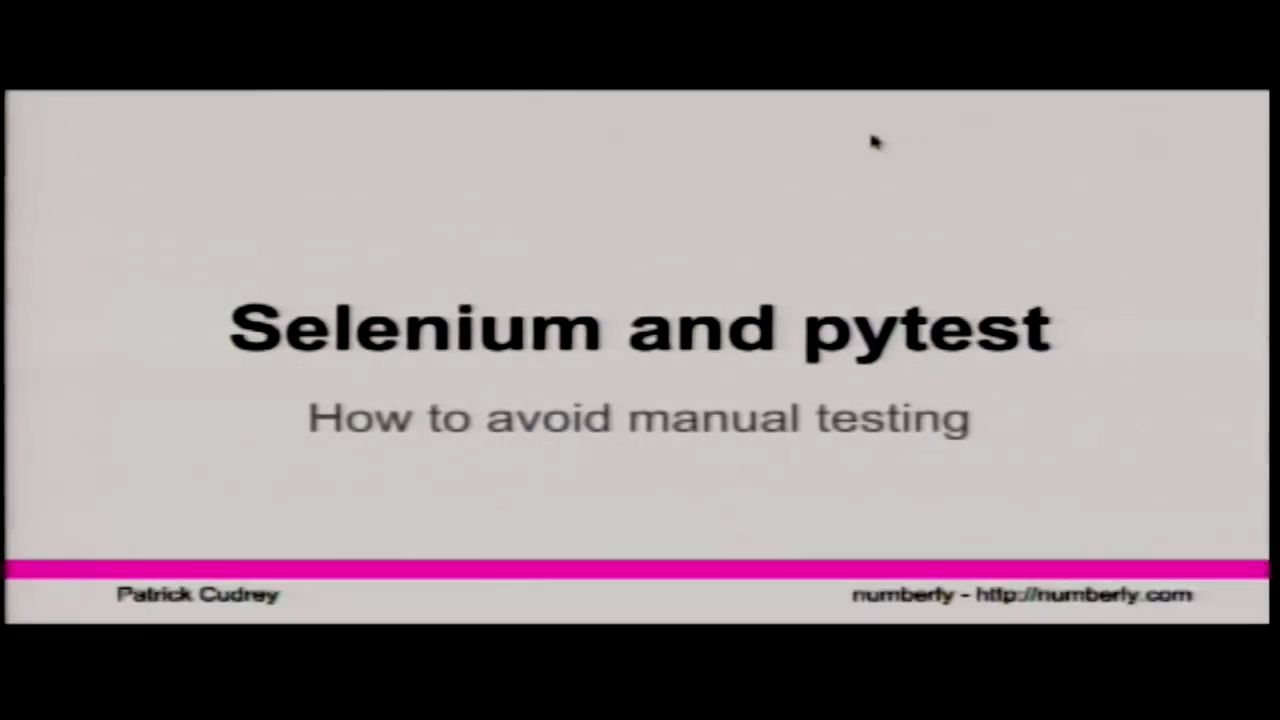 Selenium and pytest
How to avoid manual testing
Patrick Cudrey
numberly - http://numberly.com